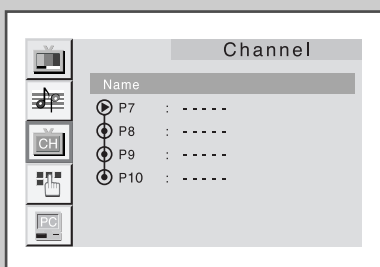 Channel
Name
P7 : - - - - -
P8 : - - - - -
CH
P9 : - - - - -
P10 : - - - - -
PC